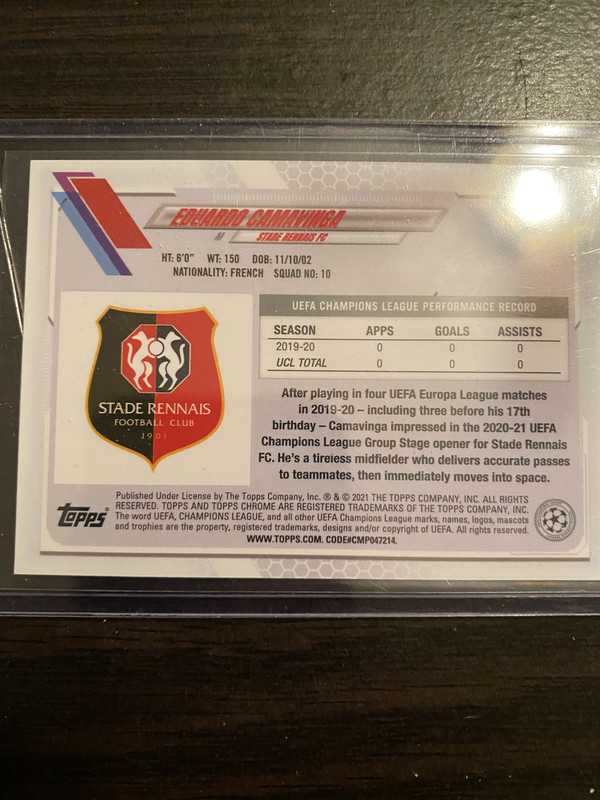 EDUARDO CAMAVINGA
M STADE RENNAIS FC
HT: 6'0" WT: 150 DOB: 11/10/02
NATIONALITY: FRENCH SQUAD NO: 10
UEFA CHAMPIONS LEAGUE PERFORMANCE RECORD
SEASON APPS GOALS ASSISTS
2019-20 0 0 0
UCL TOTAL 0 0 0
STADE RENNAIS
FOOTBALL CLUB
1901
After playing in four UEFA Europa League matches
in 2019-20 – including three before his 17th
birthday – Camavinga impressed in the 2020-21 UEFA
Champions League Group Stage opener for Stade Rennais
FC. He's a tireless midfielder who delivers accurate passes
to teammates, then immediately moves into space.
topps
Published Under License by The Topps Company, Inc. ® & © 2021 THE TOPPS COMPANY, INC. ALL RIGHTS
RESERVED. TOPPS AND TOPPS CHROME ARE REGISTERED TRADEMARKS OF THE TOPPS COMPANY, INC.
The word UEFA, CHAMPIONS LEAGUE, and all other UEFA Champions League marks, names, logos, mascots
and trophies are the property, registered trademarks, designs and/or copyright of UEFA. All rights reserved.
WWW.TOPPS.COM. CODE#CMP047214.